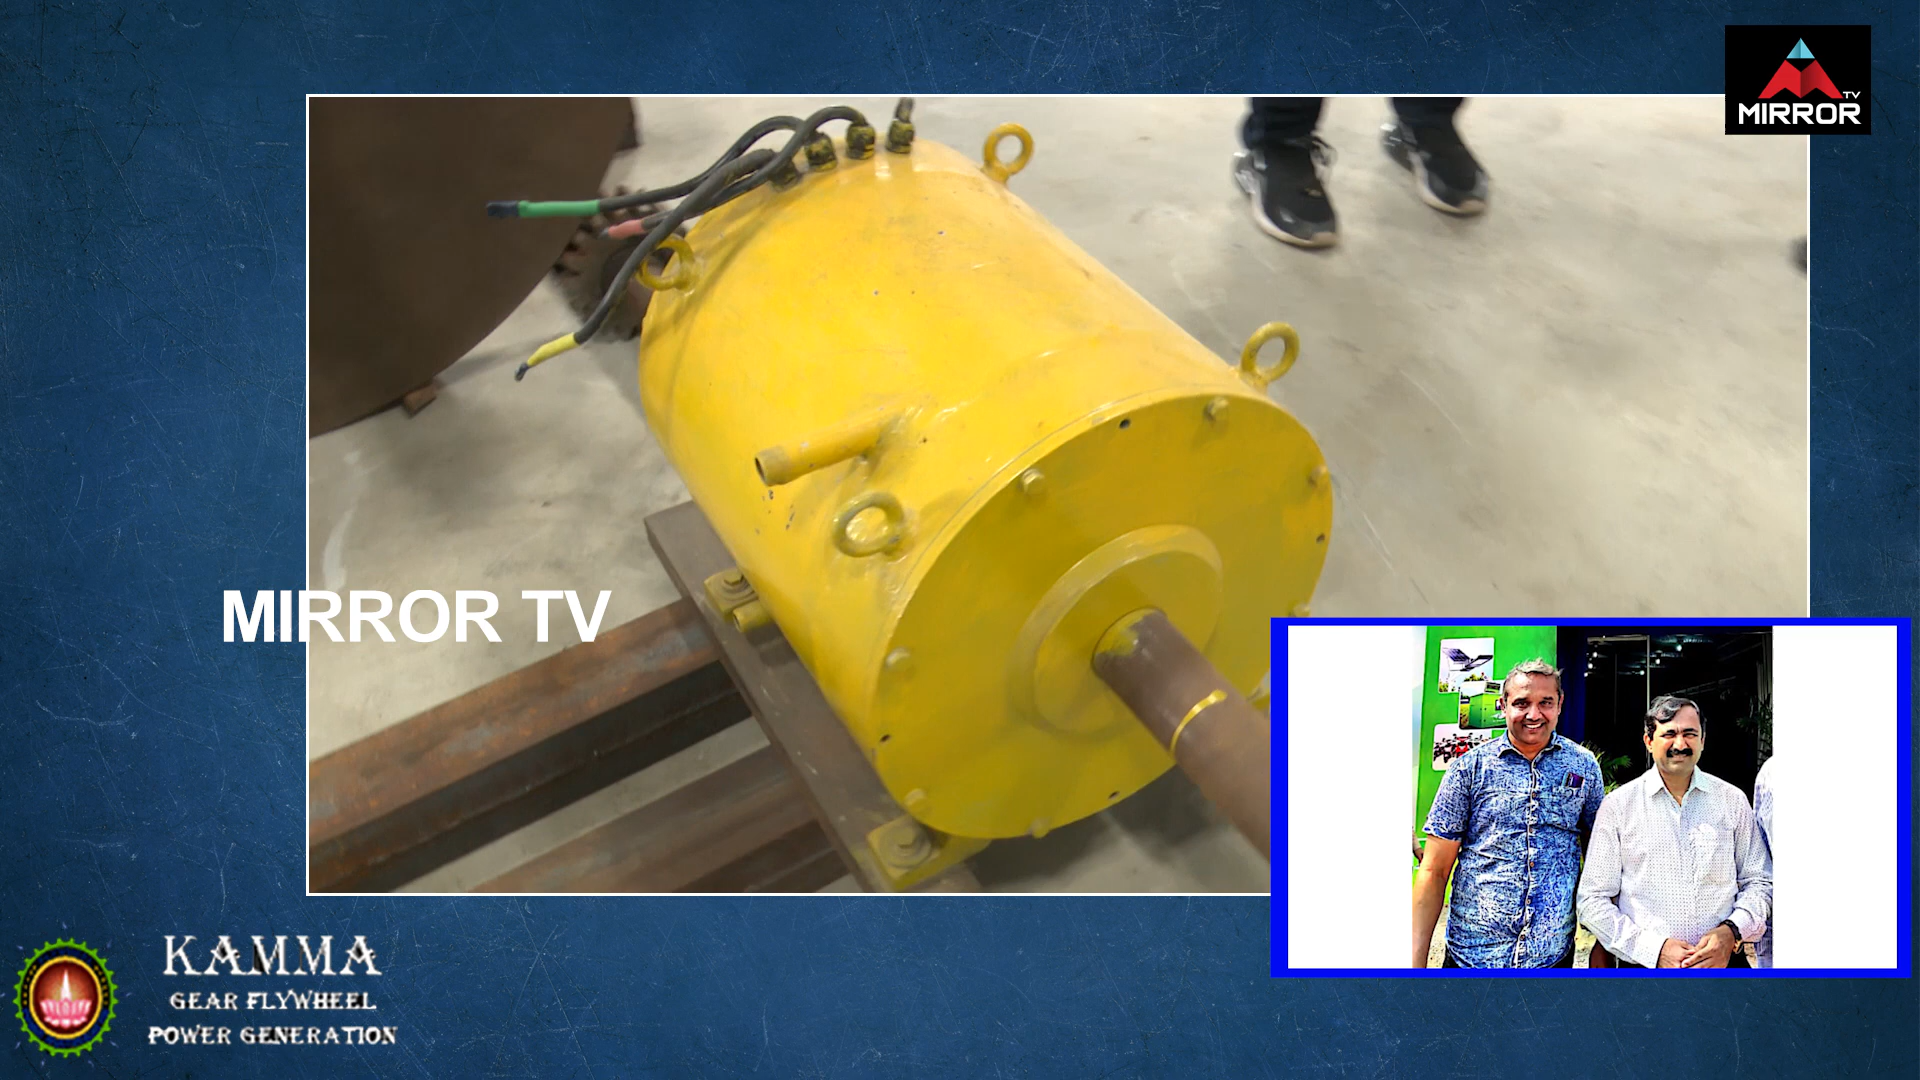 TV
MIRROR
MIRROR TV
KAMMA
GEAR FLYWHEEL
POWER GENERATION